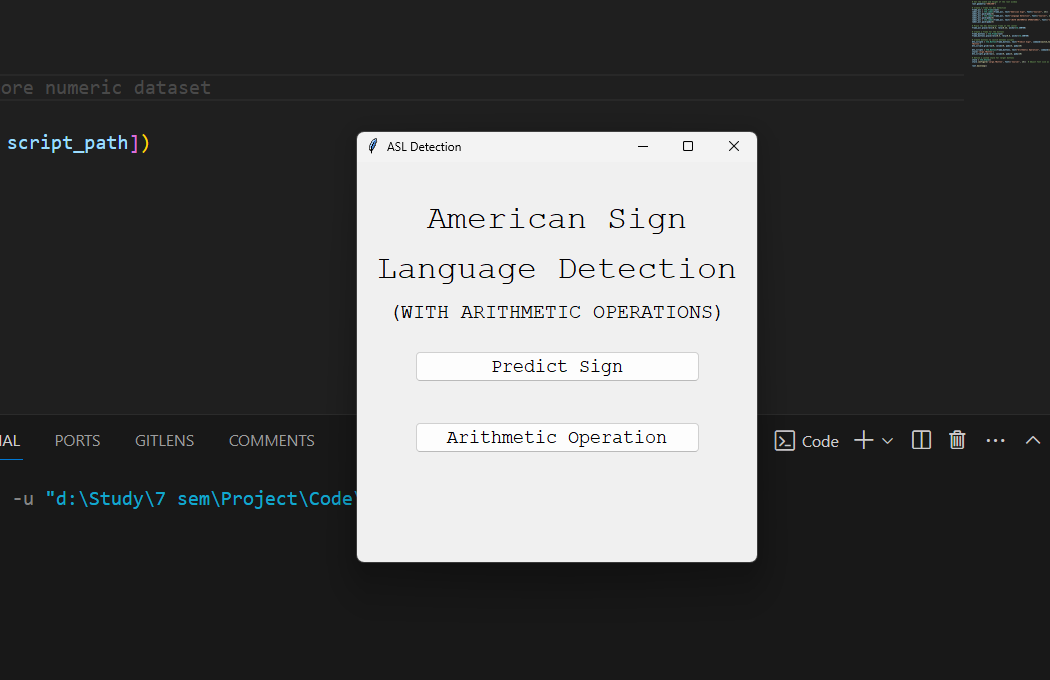 ore numeric dataset
script_path])
ASL Detection
American Sign
Language Detection
(WITH ARITHMETIC OPERATIONS)
Predict Sign
Arithmetic Operation
AL PORTS GITLENS COMMENTS Code
-u "d:\Study\7 sem\Project\Code\